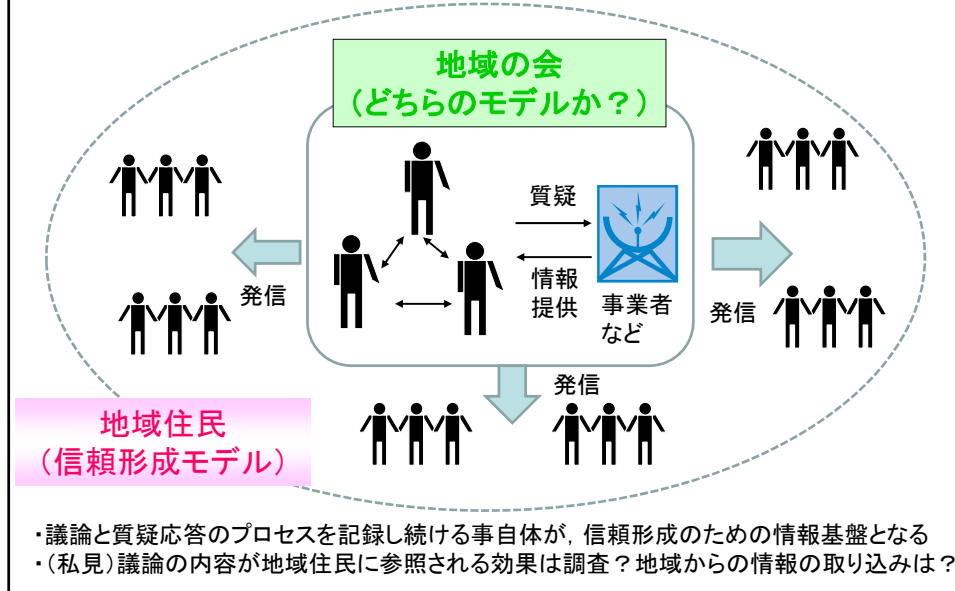 地域の会
（どちらのモデルか？）
質疑
情報
提供
事業者
など
発信
発信
発信
地域住民
（信頼形成モデル）
・議論と質疑応答のプロセスを記録し続ける事自体が，信頼形成のための情報基盤となる
・（私見）議論の内容が地域住民に参照される効果は調査？地域からの情報の取り込みは？